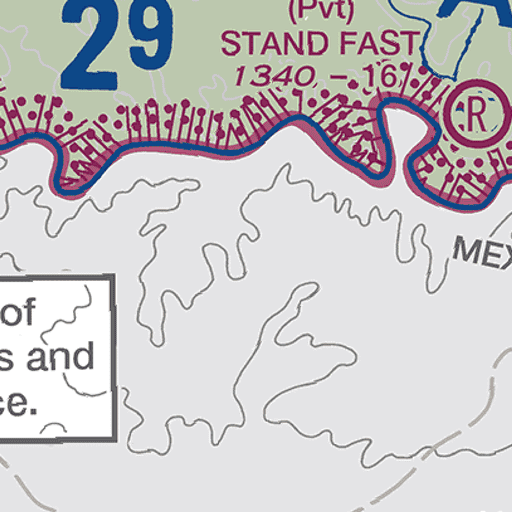 (Pvt)
29
STAND FAST
1340 - 16
R
MEX
of
s and
ce.